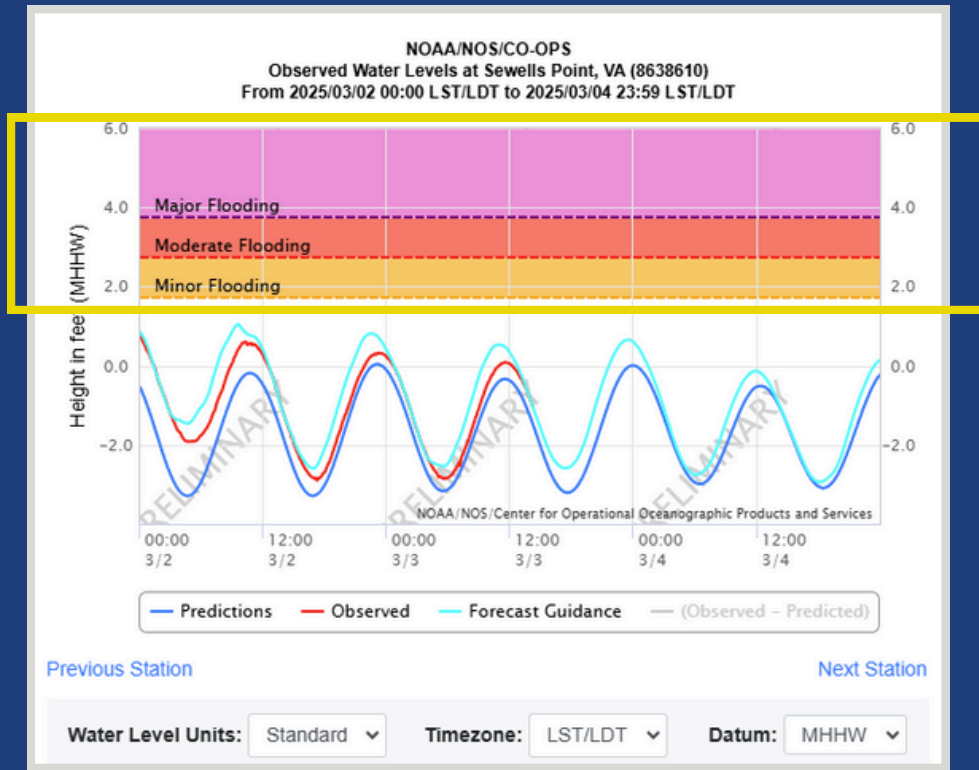 NOAA/NOS/CO-OPS
Observed Water Levels at Sewells Point, VA (8638610)
From 2025/03/02 00:00 LST/LDT to 2025/03/04 23:59 LST/LDT
Height in feet (MHHW)
6.0 6.0
Major Flooding
4.0 4.0
Moderate Flooding
Minor Flooding
2.0 2.0
0.0 0.0
-2.0 -2.0
RELIMINARY RELIMINARY RELIMINARY
NOAA/NOS/Center for Operational Oceanographic Products and Services
00:00 12:00 00:00 12:00 00:00 12:00
3/2 3/2 3/3 3/3 3/4 3/4
Predictions Observed Forecast Guidance (Observed - Predicted)
Previous Station Next Station
Water Level Units: Standard Timezone: LST/LDT Datum: MHHW